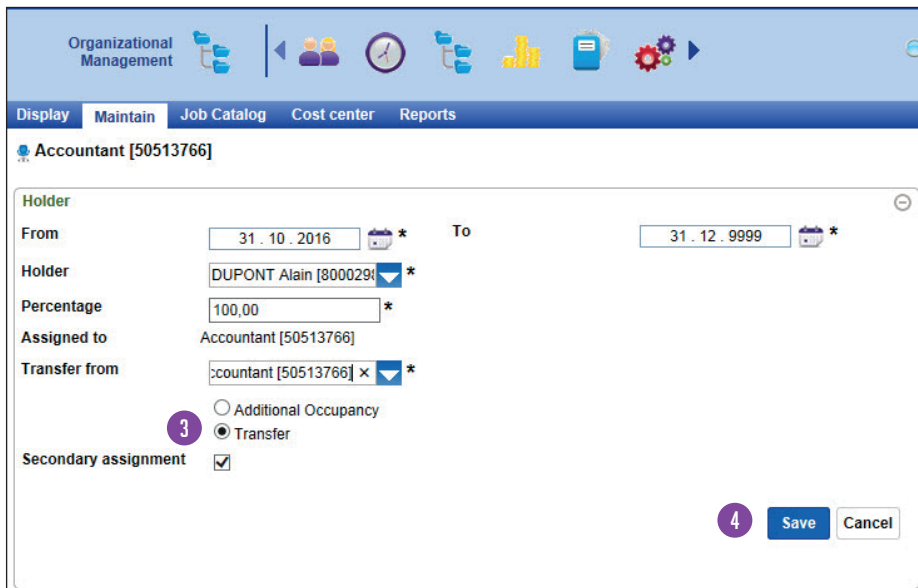 Organizational
Management
Display Maintain Job Catalog Cost center Reports
Accountant [50513766]
Holder
From 31 . 10 . 2016 * To 31 . 12 . 9999 *
Holder DUPONT Alain [8000298 *
Percentage 100,00 *
Assigned to Accountant [50513766]
Transfer from ccountant [50513766] × *
Additional Occupancy
3 Transfer
Secondary assignment
4 Save Cancel